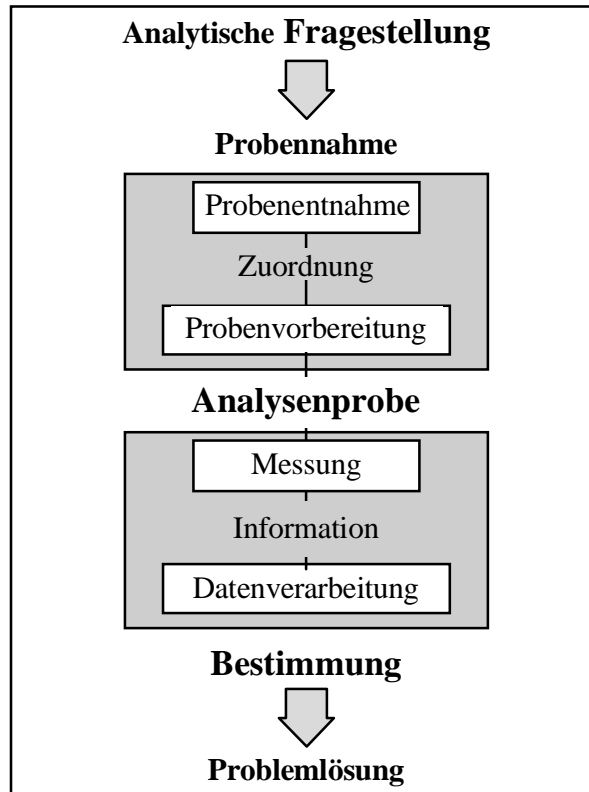 Analytische Fragestellung
Probennahme
Probenentnahme
Zuordnung
Probenvorbereitung
Analysenprobe
Messung
Information
Datenverarbeitung
Bestimmung
Problemlösung